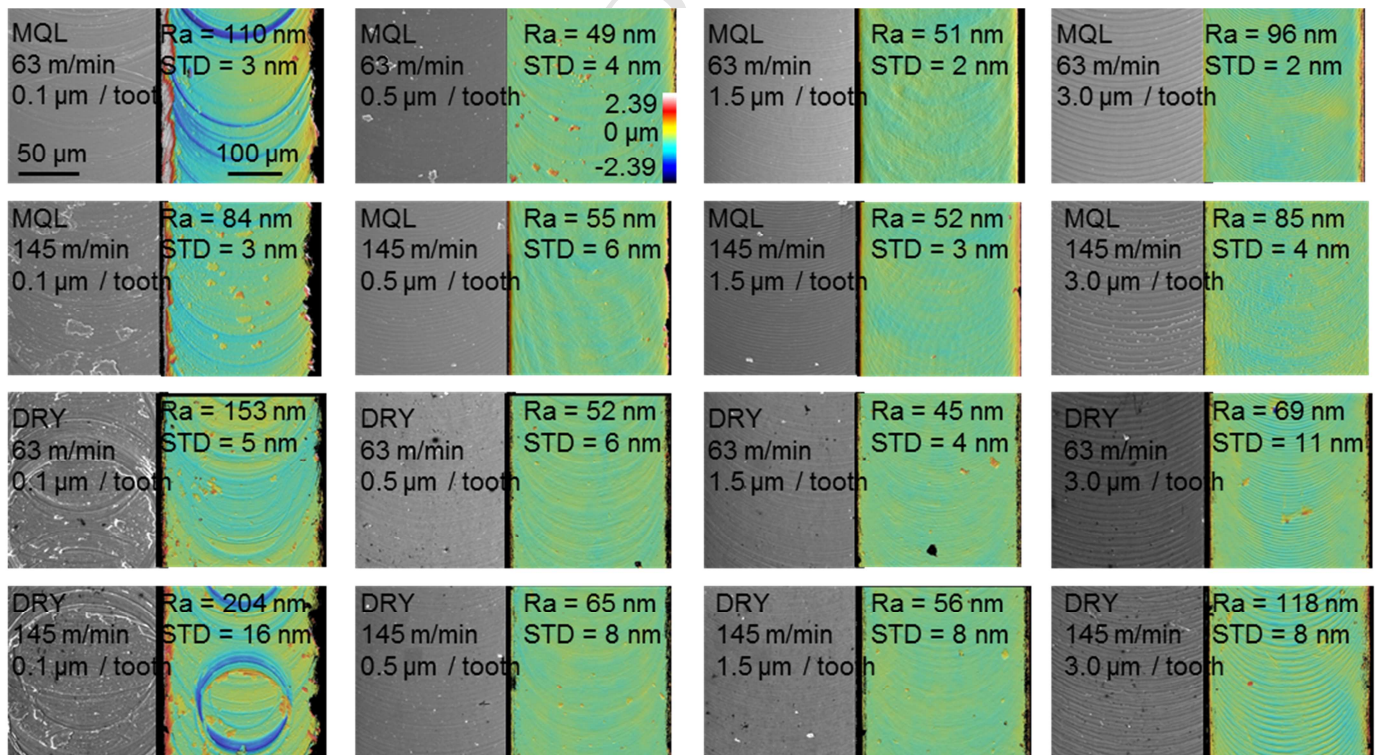 MQL
63 m/min
0.1 µm / tooth
Ra = 110 nm
STD = 3 nm
50 µm
100 µm
MQL
63 m/min
0.5 µm / tooth
Ra = 49 nm
STD = 4 nm
2.39
0 µm
-2.39
MQL
63 m/min
1.5 µm / tooth
Ra = 51 nm
STD = 2 nm
MQL
63 m/min
3.0 µm / tooth
Ra = 96 nm
STD = 2 nm
MQL
145 m/min
0.1 µm / tooth
Ra = 84 nm
STD = 3 nm
MQL
145 m/min
0.5 µm / tooth
Ra = 55 nm
STD = 6 nm
MQL
145 m/min
1.5 µm / tooth
Ra = 52 nm
STD = 3 nm
MQL
145 m/min
3.0 µm / tooth
Ra = 85 nm
STD = 4 nm
DRY
63 m/min
0.1 µm / tooth
Ra = 153 nm
STD = 5 nm
DRY
63 m/min
0.5 µm / tooth
Ra = 52 nm
STD = 6 nm
DRY
63 m/min
1.5 µm / tooth
Ra = 45 nm
STD = 4 nm
DRY
63 m/min
3.0 µm / tooth
Ra = 69 nm
STD = 11 nm
DRY
145 m/min
0.1 µm / tooth
Ra = 204 nm
STD = 16 nm
DRY
145 m/min
0.5 µm / tooth
Ra = 65 nm
STD = 8 nm
DRY
145 m/min
1.5 µm / tooth
Ra = 56 nm
STD = 8 nm
DRY
145 m/min
3.0 µm / tooth
Ra = 118 nm
STD = 8 nm